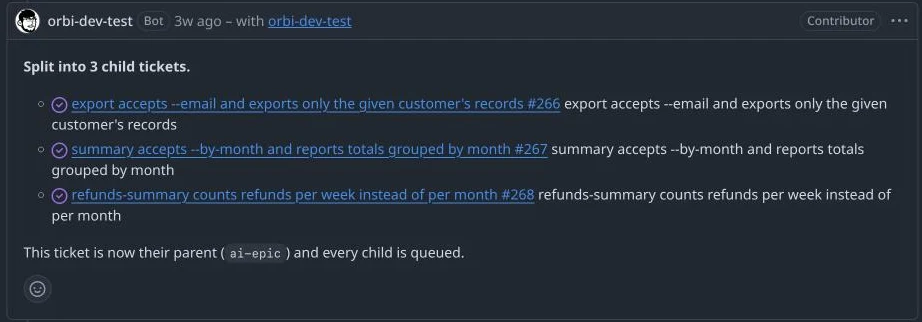 orbi-dev-test Bot 3w ago – with orbi-dev-test Contributor
Split into 3 child tickets.
export accepts --email and exports only the given customer's records #266 export accepts --email and exports only the given
customer's records
summary accepts --by-month and reports totals grouped by month #267 summary accepts --by-month and reports totals
grouped by month
refunds-summary counts refunds per week instead of per month #268 refunds-summary counts refunds per week instead of
per month
This ticket is now their parent ( ai-epic ) and every child is queued.